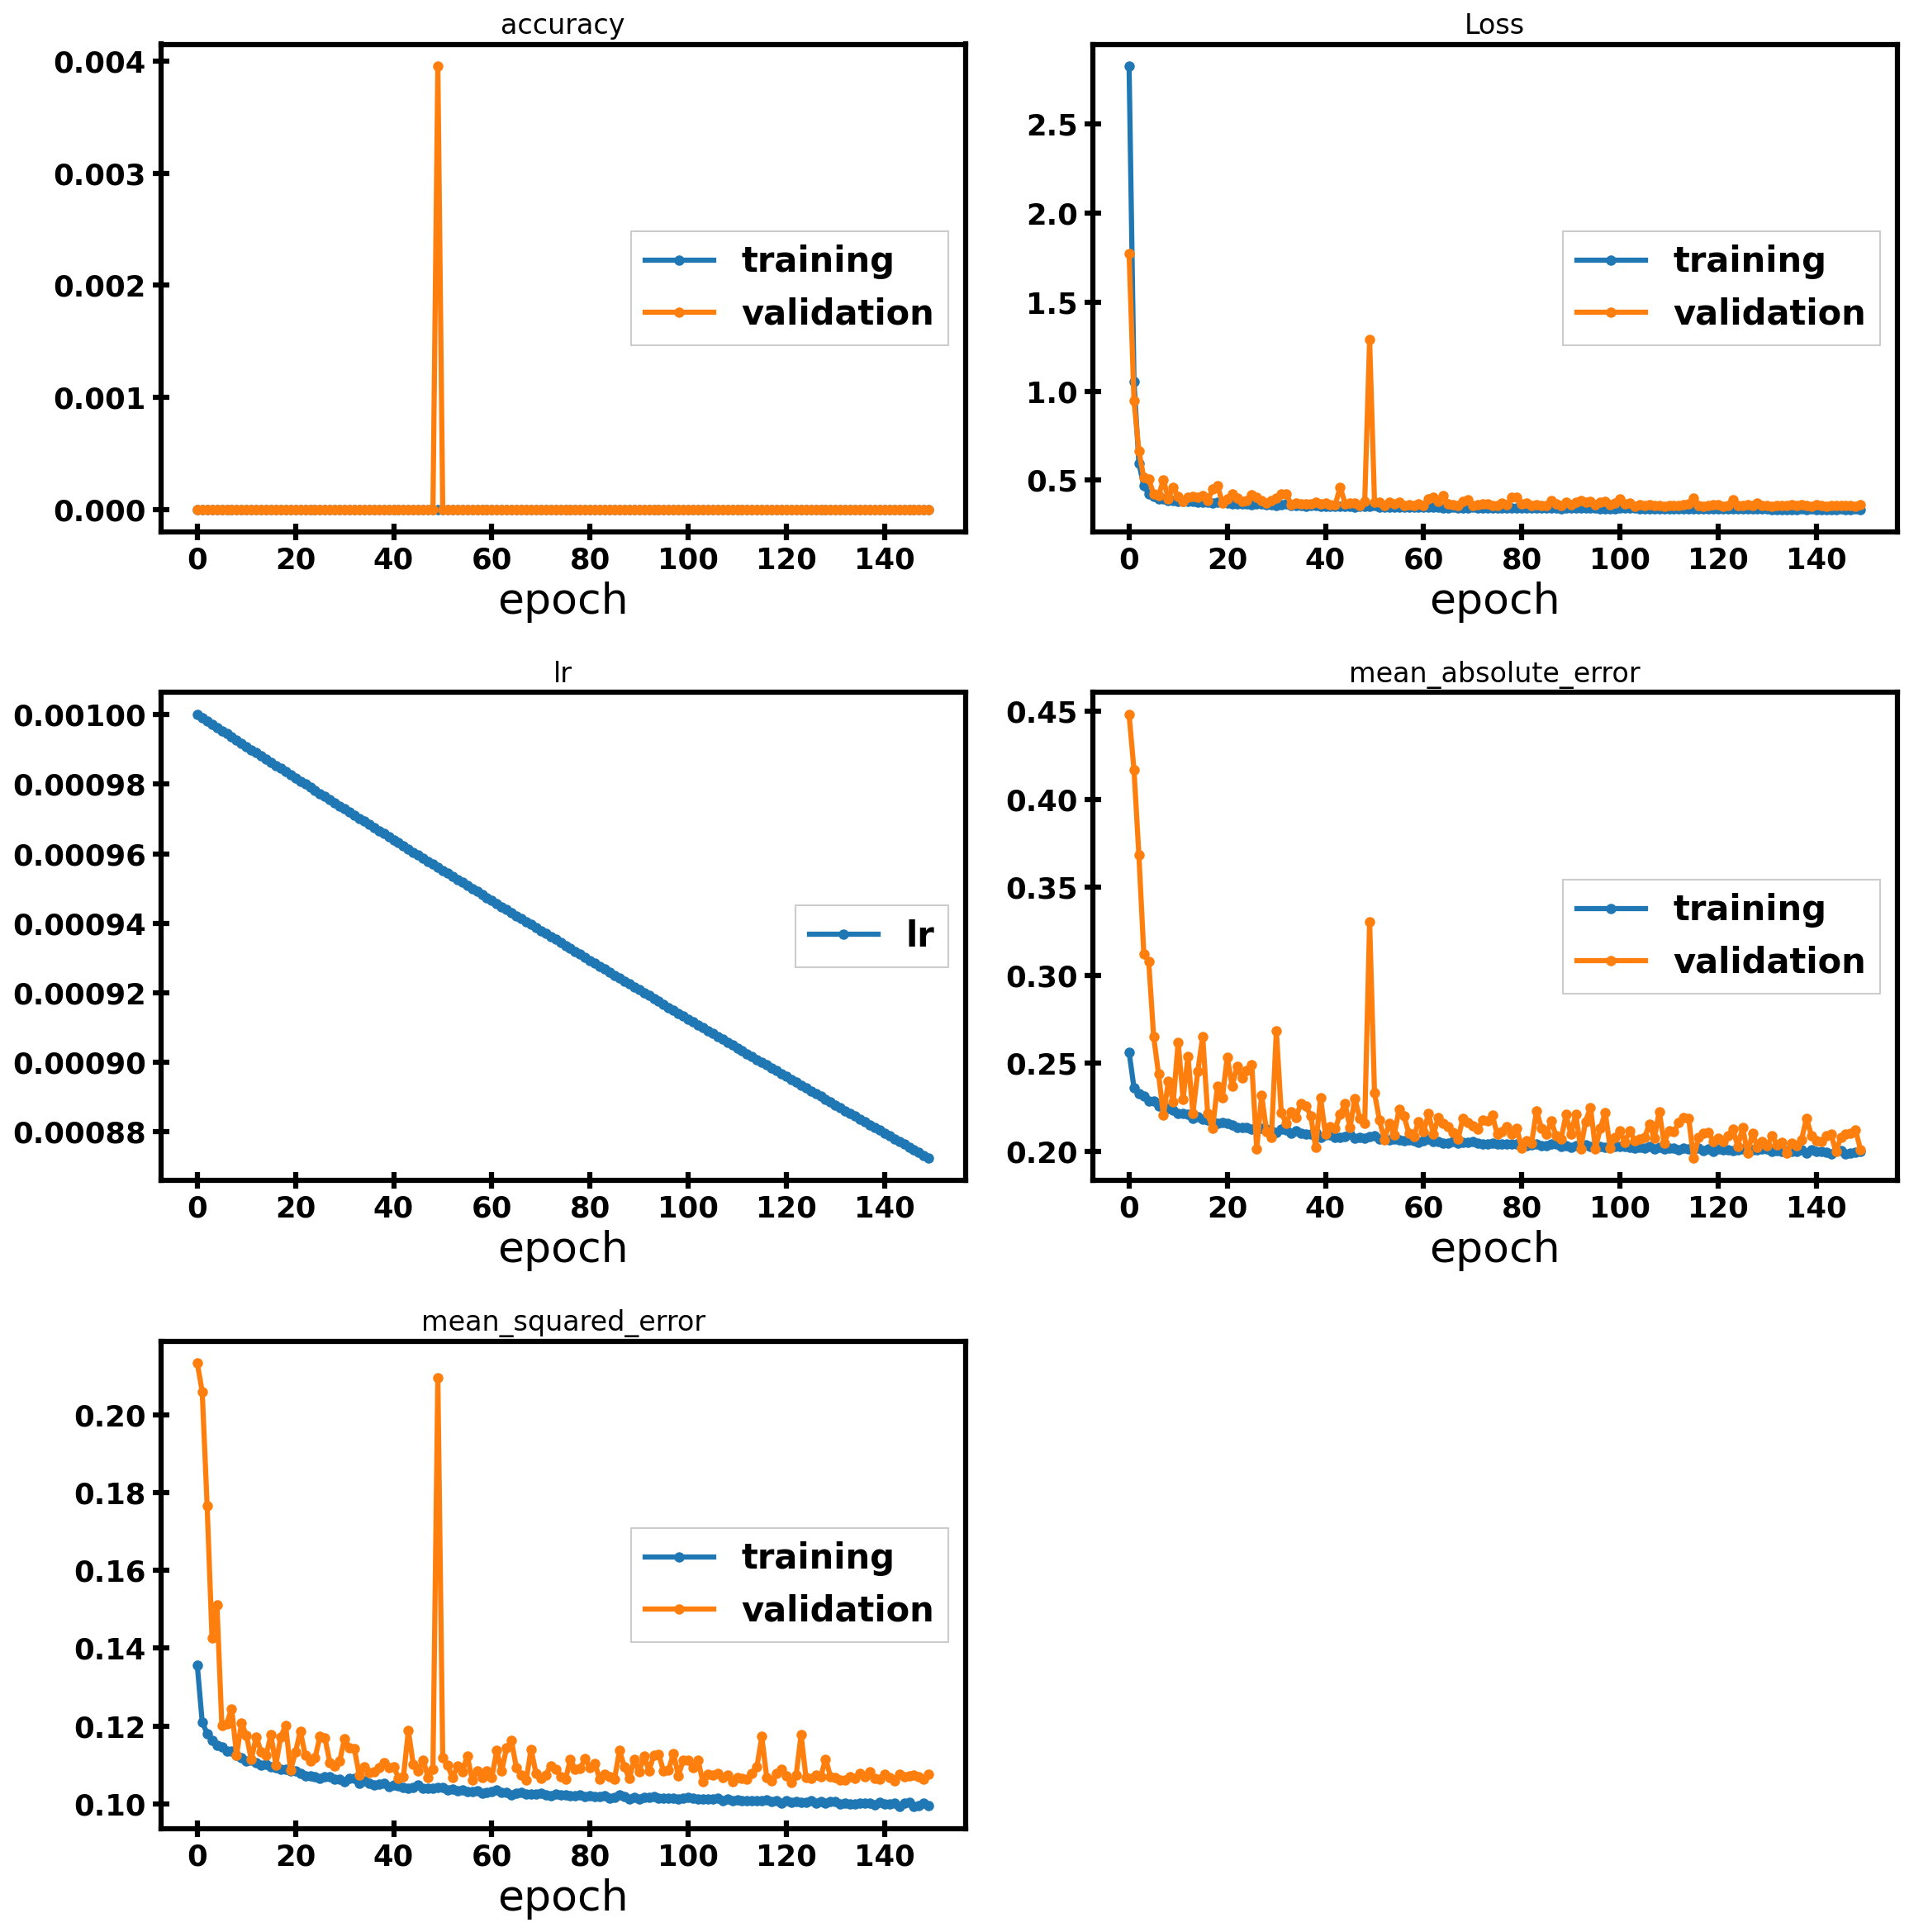 accuracy
0.004
0.003
0.002
0.001
0.000
training
validation
0 20 40 60 80 100 120 140
epoch
Loss
2.5
2.0
1.5
1.0
0.5
training
validation
0 20 40 60 80 100 120 140
epoch
lr
0.00100
0.00098
0.00096
0.00094
0.00092
0.00090
0.00088
lr
0 20 40 60 80 100 120 140
epoch
mean_absolute_error
0.45
0.40
0.35
0.30
0.25
0.20
training
validation
0 20 40 60 80 100 120 140
epoch
mean_squared_error
0.20
0.18
0.16
0.14
0.12
0.10
training
validation
0 20 40 60 80 100 120 140
epoch